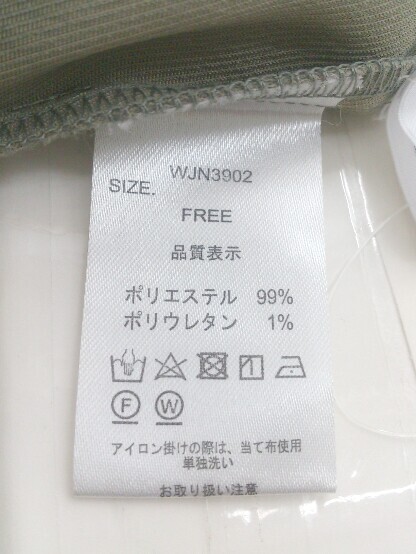 WJN3902
SIZE.
FREE
品質表示
ポリエステル 99%
ポリウレタン 1%
F W
アイロン掛けの際は、当て布使用
単独洗い
お取り扱い注意